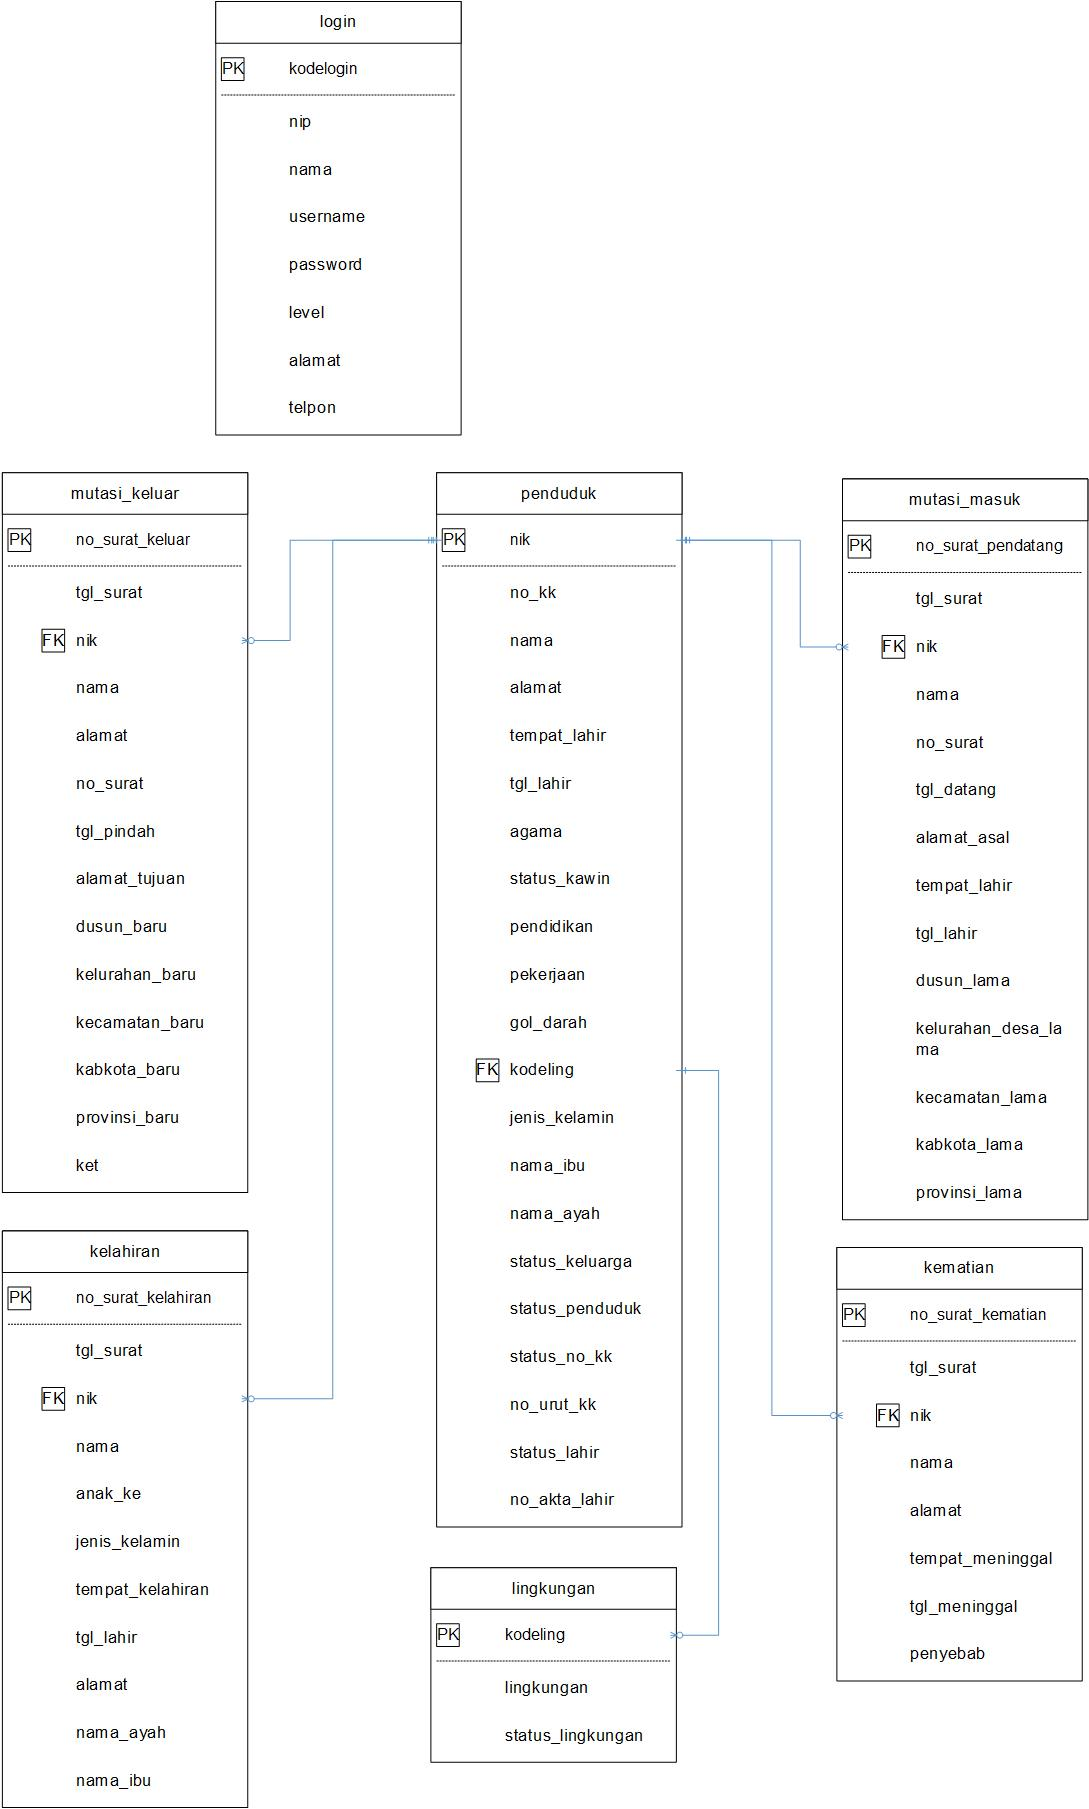 login
PK kodelogin
nip
nama
username
password
level
alamat
telpon
mutasi_keluar
PK no_surat_keluar
tgl_surat
FK nik
nama
alamat
no_surat
tgl_pindah
alamat_tujuan
dusun_baru
kelurahan_baru
kecamatan_baru
kabkota_baru
provinsi_baru
ket
penduduk
PK nik
no_kk
nama
alamat
tempat_lahir
tgl_lahir
agama
status_kawin
pendidikan
pekerjaan
gol_darah
FK kodeling
jenis_kelamin
nama_ibu
nama_ayah
status_keluarga
status_penduduk
status_no_kk
no_urut_kk
status_lahir
no_akta_lahir
mutasi_masuk
PK no_surat_pendatang
tgl_surat
FK nik
nama
no_surat
tgl_datang
alamat_asal
tempat_lahir
tgl_lahir
dusun_lama
kelurahan_desa_la
ma
kecamatan_lama
kabkota_lama
provinsi_lama
kelahiran
PK no_surat_kelahiran
tgl_surat
FK nik
nama
anak_ke
jenis_kelamin
tempat_kelahiran
tgl_lahir
alamat
nama_ayah
nama_ibu
lingkungan
PK kodeling
lingkungan
status_lingkungan
kematian
PK no_surat_kematian
tgl_surat
FK nik
nama
alamat
tempat_meninggal
tgl_meninggal
penyebab